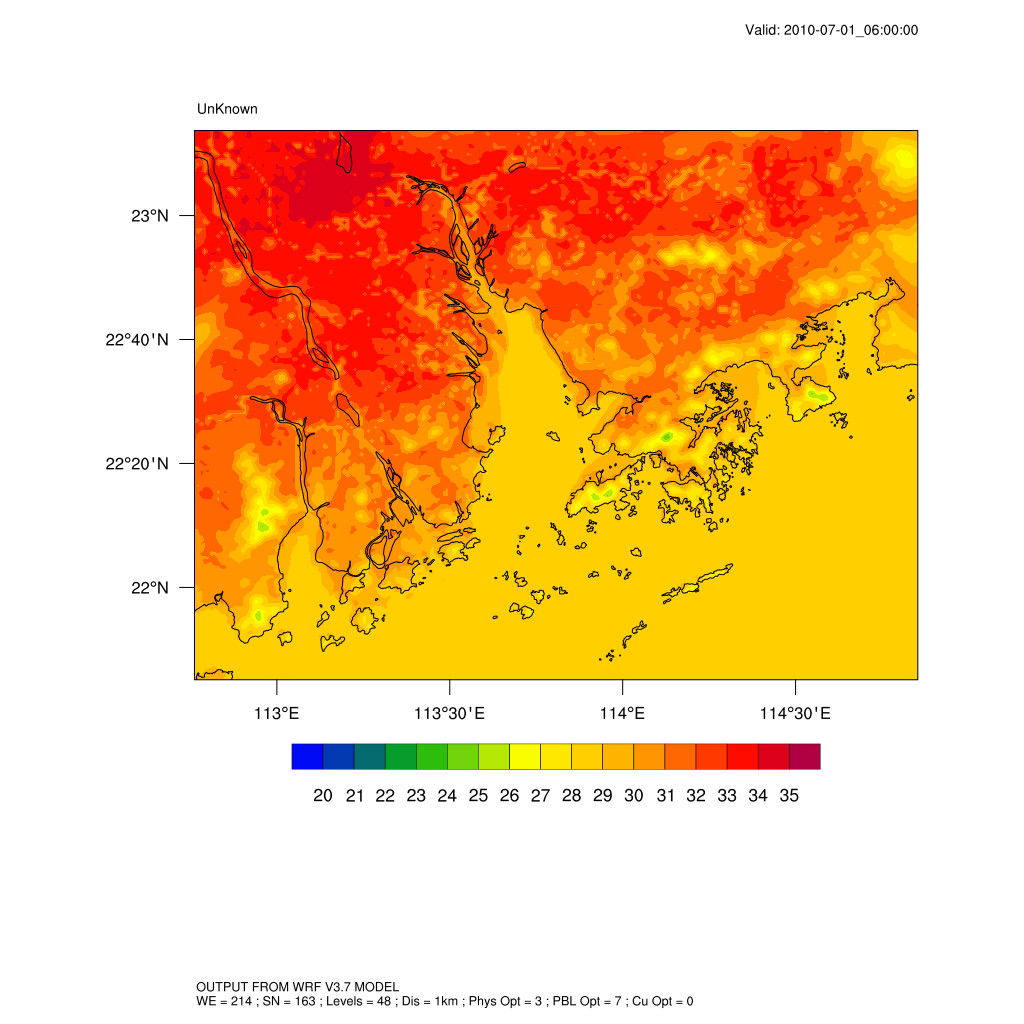 Valid: 2010-07-01_06:00:00
UnKnown
23°N
22°40'N
22°20'N
22°N
113°E 113°30'E 114°E 114°30'E
20 21 22 23 24 25 26 27 28 29 30 31 32 33 34 35
OUTPUT FROM WRF V3.7 MODEL
WE = 214 ; SN = 163 ; Levels = 48 ; Dis = 1km ; Phys Opt = 3 ; PBL Opt = 7 ; Cu Opt = 0